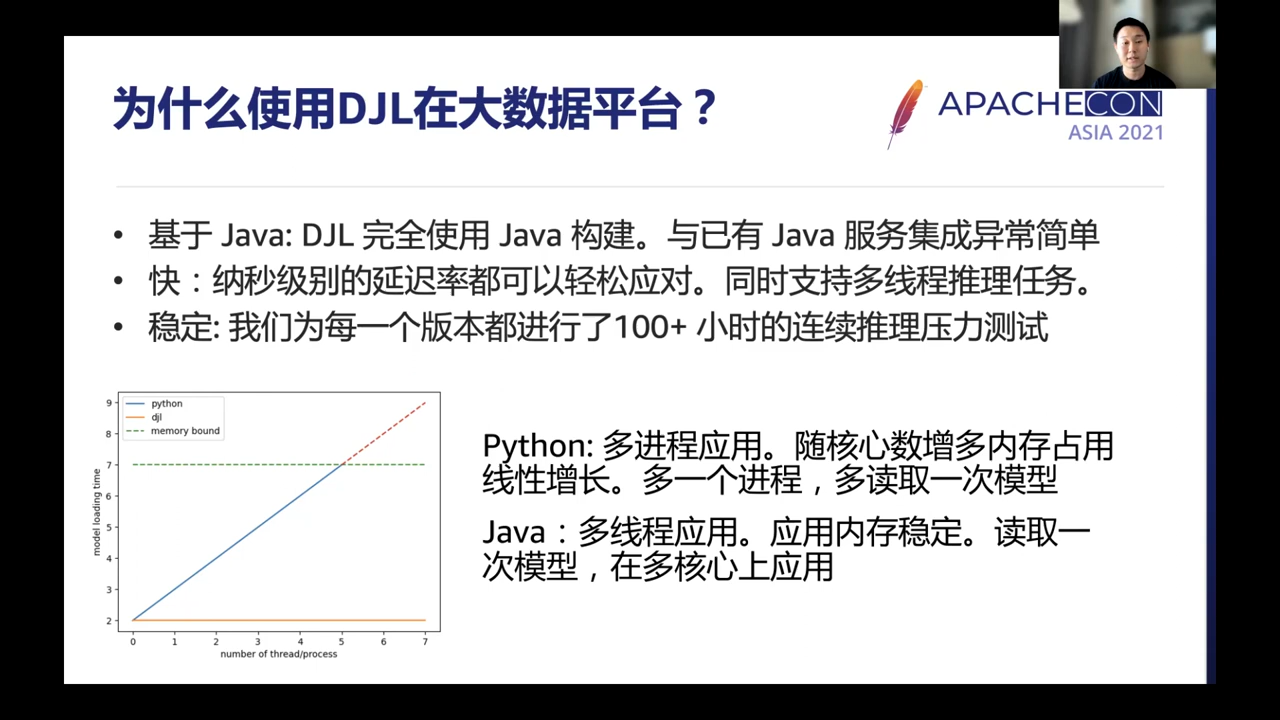 为什么使用DJL在大数据平台？
APACHECON
ASIA 2021
• 基于 Java: DJL 完全使用 Java 构建。与已有 Java 服务集成异常简单
• 快：纳秒级别的延迟率都可以轻松应对。同时支持多线程推理任务。
• 稳定: 我们为每一个版本都进行了100+ 小时的连续推理压力测试
python
djl
memory bound
9
8
7
6
5
4
3
2
model loading time
0 1 2 3 4 5 6 7
number of thread/process
Python: 多进程应用。随核心数增多内存占用
线性增长。多一个进程，多读取一次模型
Java：多线程应用。应用内存稳定。读取一
次模型，在多核心上应用